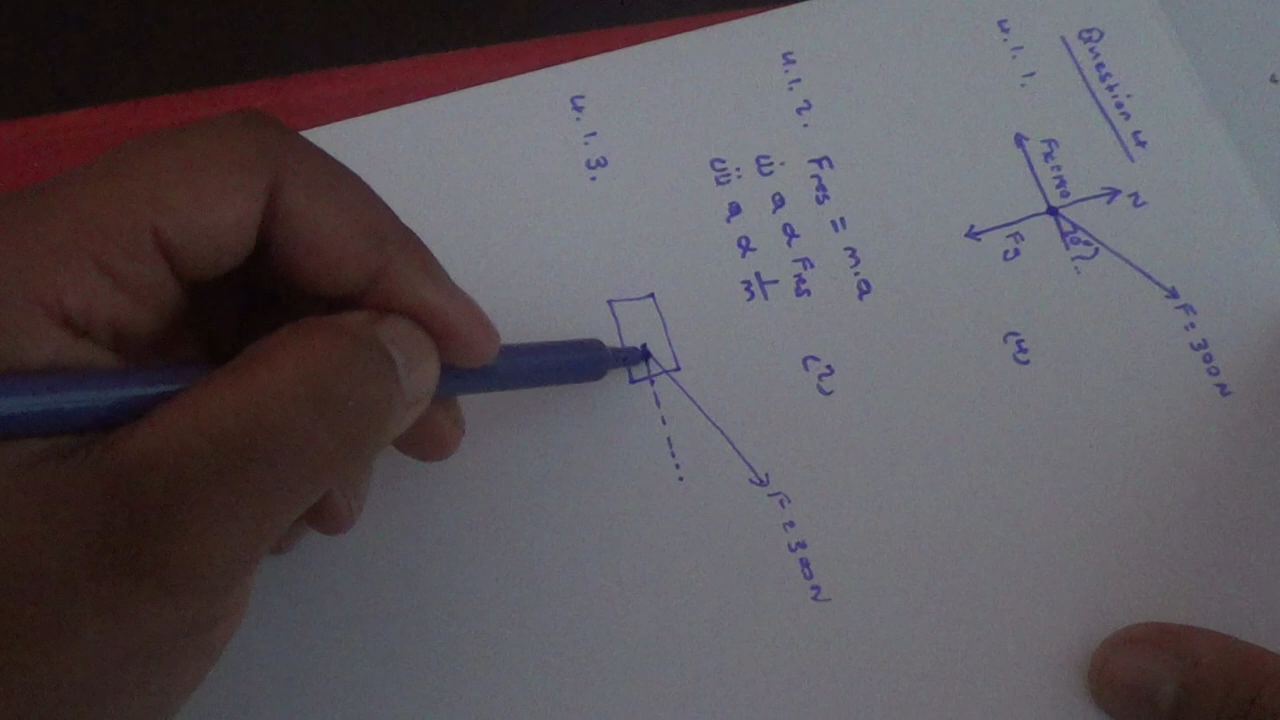 Question 4
4.1.1.
N
F = 300N
Fg
(4)
4.1.2. Fres = m.a
i) a α Fres (2)
ii) a α 1/m
4.1.3.
F = 300N